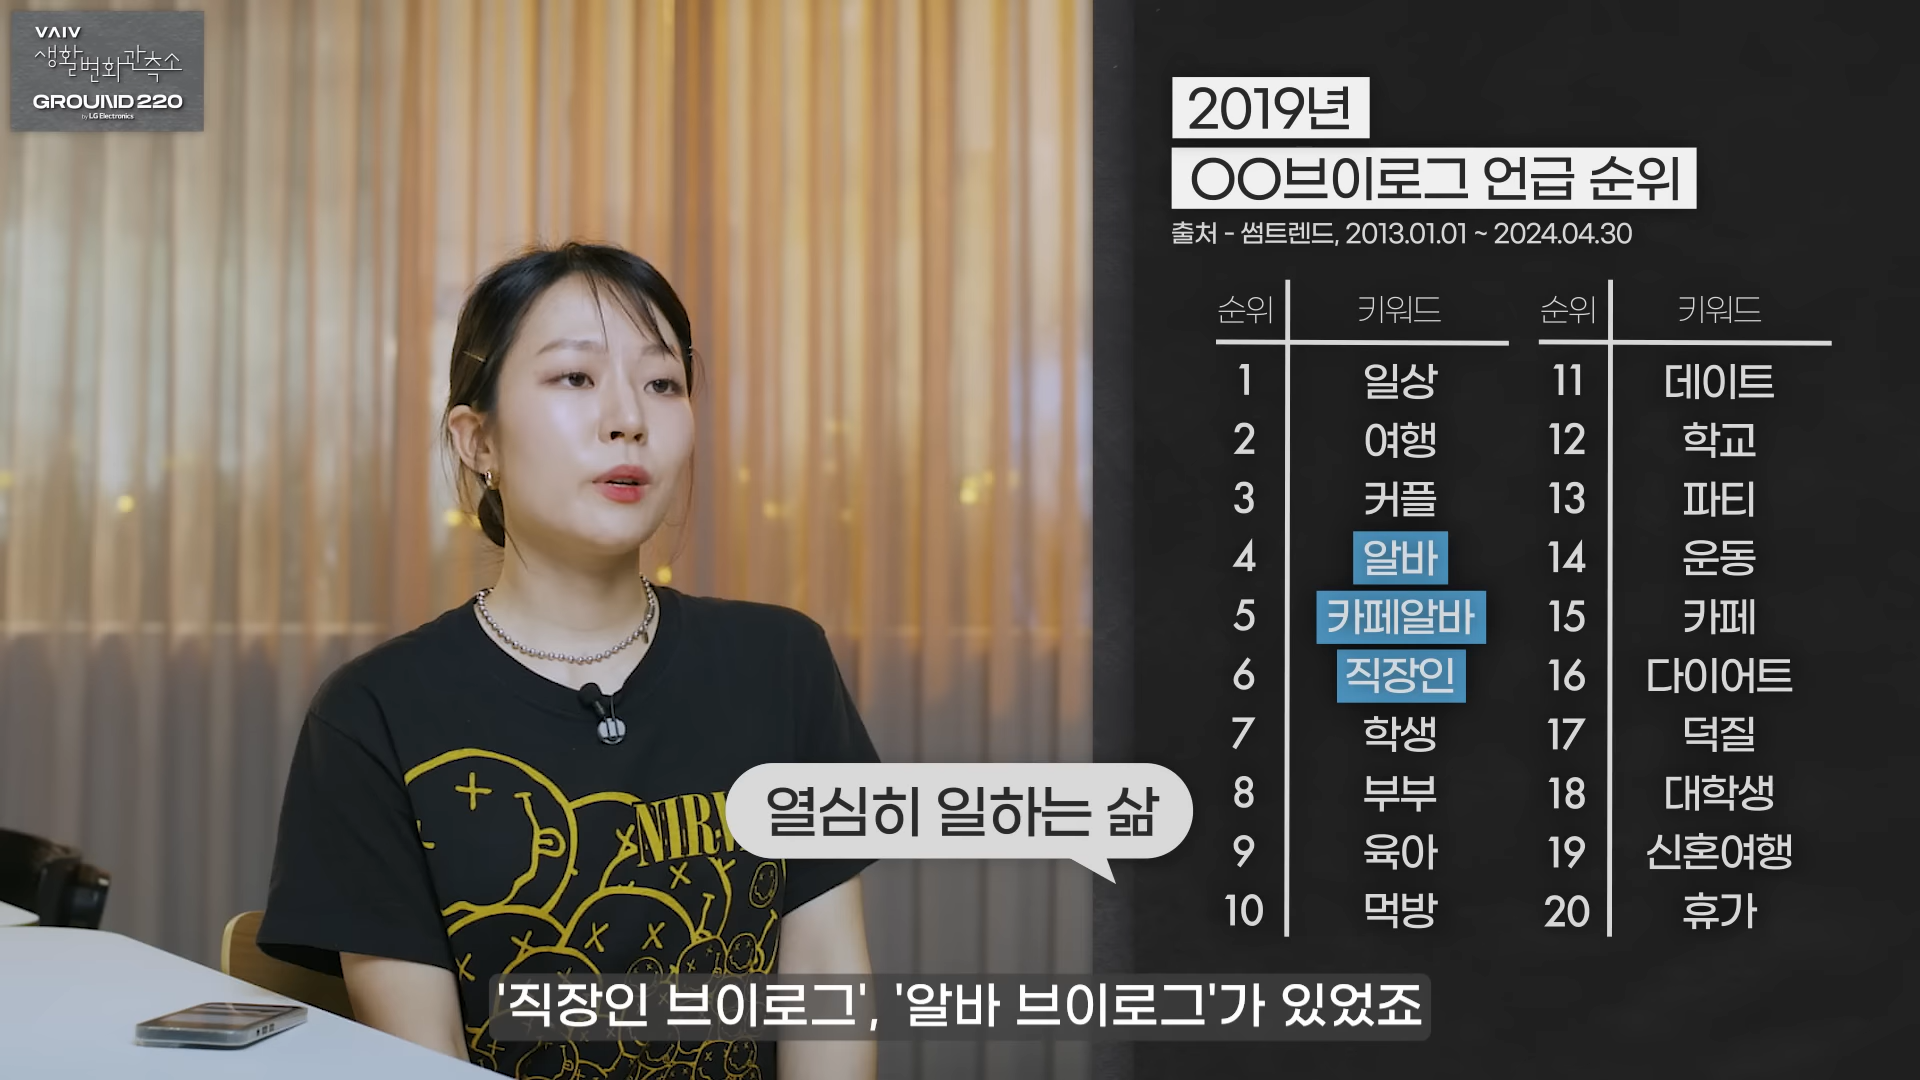 VAIV
생활변화관측소
GROUND220
by LG Electronics
2019년
○○브이로그 언급 순위
출처 - 썸트렌드, 2013.01.01 ~ 2024.04.30
순위 키워드 순위 키워드
1 일상 11 데이트
2 여행 12 학교
3 커플 13 파티
4 알바 14 운동
5 카페알바 15 카페
6 직장인 16 다이어트
7 학생 17 덕질
8 부부 18 대학생
9 육아 19 신혼여행
10 먹방 20 휴가
열심히 일하는 삶
'직장인 브이로그', '알바 브이로그'가 있었죠